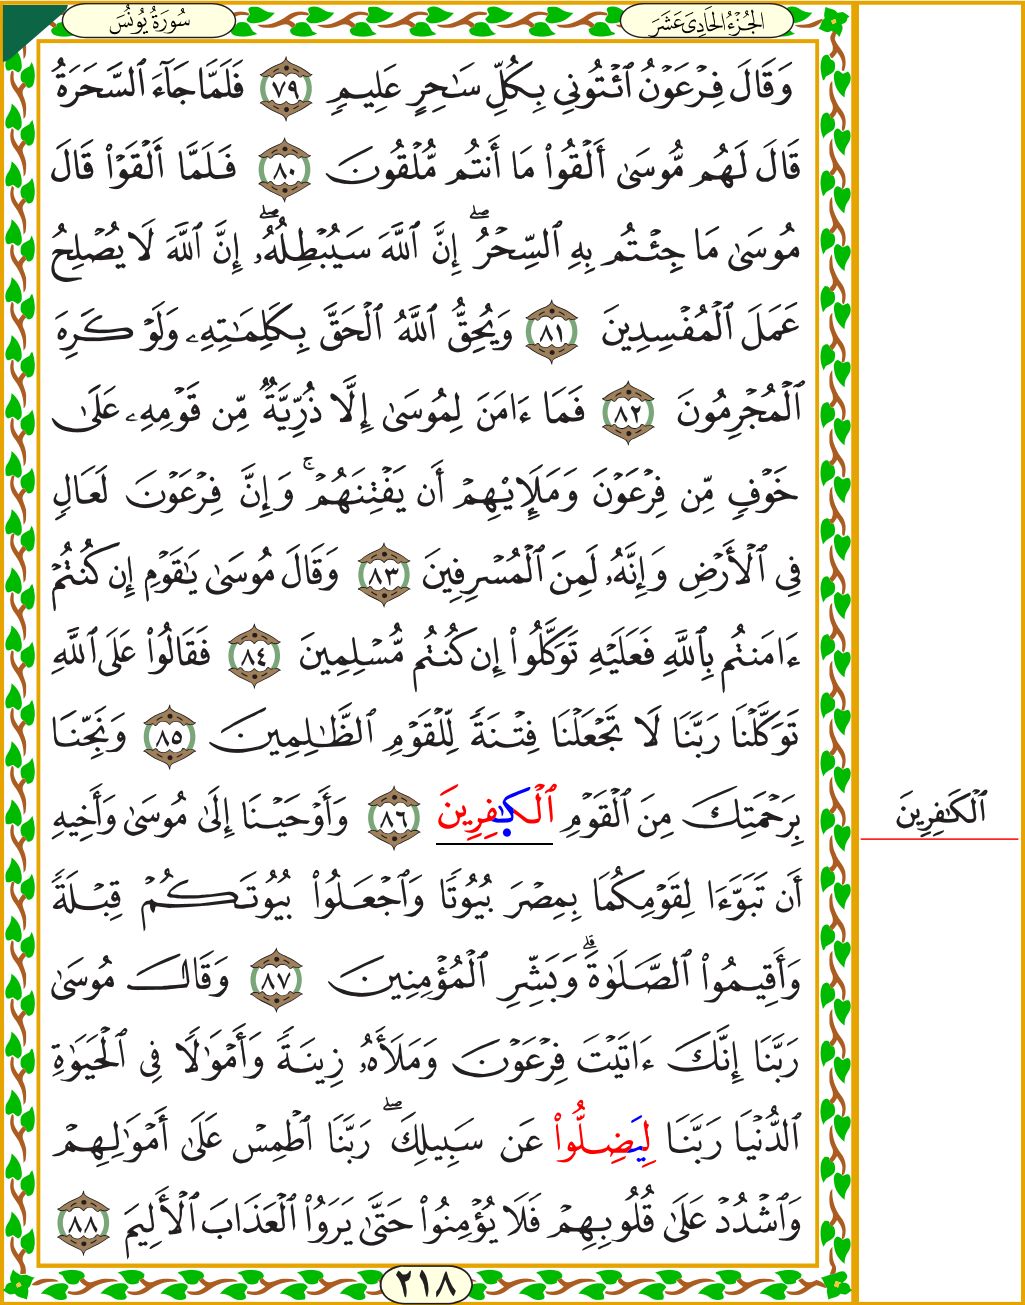 الجُزْءُ الحَادِىَ عَشَرَ
سُورَةُ يُونُسَ
وَقَالَ فِرْعَوْنُ ٱئْتُونِي بِكُلِّ سَٰحِرٍ عَلِيمٖ ٧٩ فَلَمَّا جَآءَ ٱلسَّحَرَةُ
قَالَ لَهُم مُّوسَىٰٓ أَلْقُوا۟ مَآ أَنتُم مُّلْقُونَ ٨٠ فَلَمَّآ أَلْقَوْا۟ قَالَ
مُوسَىٰ مَا جِئْتُم بِهِ ٱلسِّحْرُۖ إِنَّ ٱللَّهَ سَيُبْطِلُهُۥٓۖ إِنَّ ٱللَّهَ لَا يُصْلِحُ
عَمَلَ ٱلْمُفْسِدِينَ ٨١ وَيُحِقُّ ٱللَّهُ ٱلْحَقَّ بِكَلِمَٰتِهِۦ وَلَوْ كَرِهَ
ٱلْمُجْرِمُونَ ٨٢ فَمَآ ءَامَنَ لِمُوسَىٰٓ إِلَّا ذُرِّيَّةٌ مِّن قَوْمِهِۦ عَلَىٰ
خَوْفٍ مِّن فِرْعَوْنَ وَمَلَإِي۟هِمْ أَن يَفْتِنَهُمْۚ وَإِنَّ فِرْعَوْنَ لَعَالٍ
فِى ٱلْأَرْضِ وَإِنَّهُۥ لَمِنَ ٱلْمُسْرِفِينَ ٨٣ وَقَالَ مُوسَىٰ يَٰقَوْمِ إِن كُنتُمْ
ءَامَنتُم بِٱللَّهِ فَعَلَيْهِ تَوَكَّلُوٓا۟ إِن كُنتُم مُّسْلِمِينَ ٨٤ فَقَالُوا۟ عَلَى ٱللَّهِ
تَوَكَّلْنَا رَبَّنَا لَا تَجْعَلْنَا فِتْنَةً لِّلْقَوْمِ ٱلظَّٰلِمِينَ ٨٥ وَنَجِّنَا
بِرَحْمَتِكَ مِنَ ٱلْقَوْمِ ٱلْكَٰفِرِينَ ٨٦ وَأَوْحَيْنَآ إِلَىٰ مُوسَىٰ وَأَخِيهِ
ٱلْكَٰفِرِينَ
أَن تَبَوَّءَا لِقَوْمِكُمَا بِمِصْرَ بُيُوتًا وَٱجْعَلُوا۟ بُيُوتَكُمْ قِبْلَةً
وَأَقِيمُوا۟ ٱلصَّلَوٰةَۗ وَبَشِّرِ ٱلْمُؤْمِنِينَ ٨٧ وَقَالَ مُوسَىٰ
رَبَّنَآ إِنَّكَ ءَاتَيْتَ فِرْعَوْنَ وَمَلَأَهُۥ زِينَةً وَأَمْوَٰلًا فِى ٱلْحَيَوٰةِ
ٱلدُّنْيَا رَبَّنَا لِيَضِلُّوا۟ عَن سَبِيلِكَۖ رَبَّنَا ٱطْمِسْ عَلَىٰٓ أَمْوَٰلِهِمْ
وَٱشْدُدْ عَلَىٰ قُلُوبِهِمْ فَلَا يُؤْمِنُوا۟ حَتَّىٰ يَرَوُا۟ ٱلْعَذَابَ ٱلْأَلِيمَ ٨٨
٢١٨